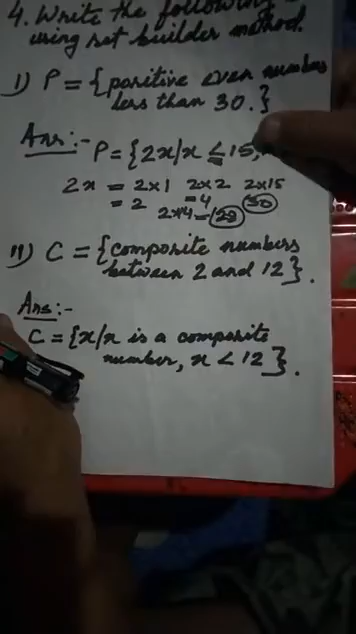 4. Write the following
using set builder method.
I) P = {positive even numbers
less than 30.}
Ans:-
P = {2x/x ≤ 15,
2x = 2×1 2×2 2×15
= 2 = 4 30
2×14 = 28
II) C = {composite numbers
between 2 and 12}.
Ans:-
C = {x/x is a composite
number, x < 12}.